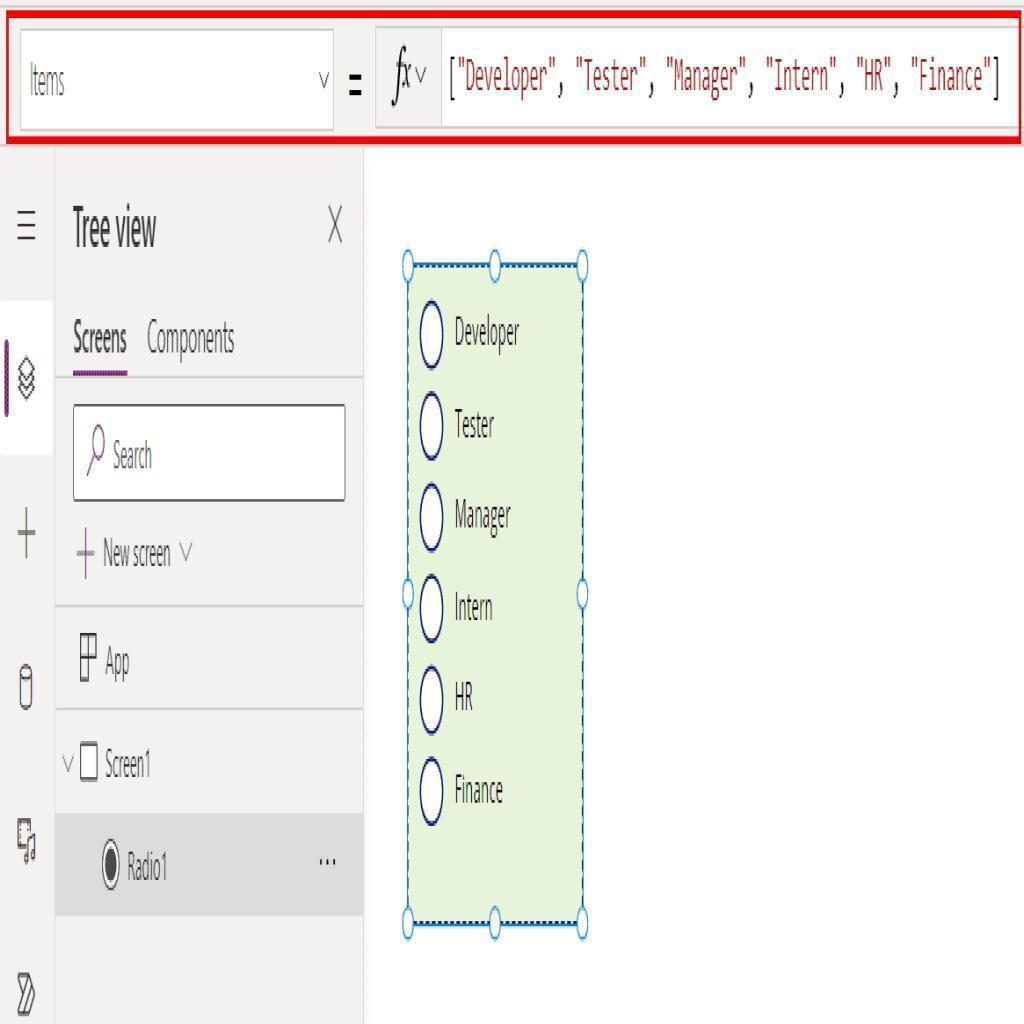 Items = fx ["Developer", "Tester", "Manager", "Intern", "HR", "Finance"]
Tree view
Screens Components
Search
New screen
App
Screen1
Radio1 ...
Developer
Tester
Manager
Intern
HR
Finance